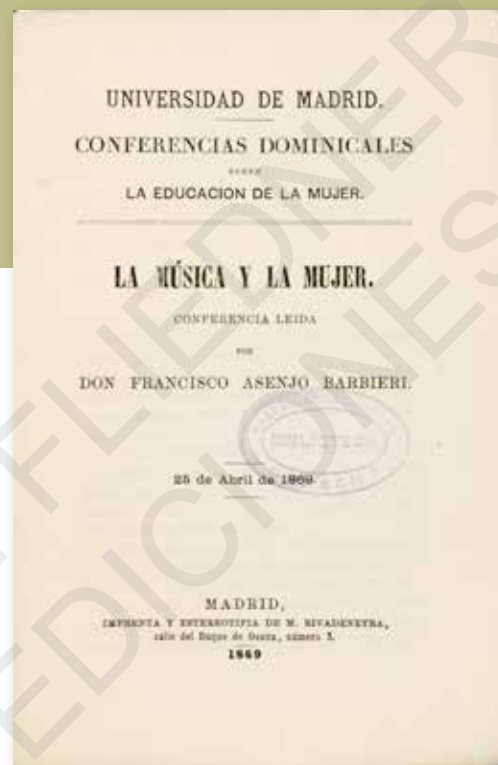 UNIVERSIDAD DE MADRID.
CONFERENCIAS DOMINICALES
SOBRE
LA EDUCACION DE LA MUJER.
LA MÚSICA Y LA MUJER.
CONFERENCIA LEIDA
POR
DON FRANCISCO ASENJO BARBIERI.
25 de Abril de 1869.
MADRID,
IMPRENTA Y ESTEREOTIPIA DE M. RIVADENEYRA,
calle del Duque de Osuna, número 3.
1869
FLIEDNER
EDICIONES